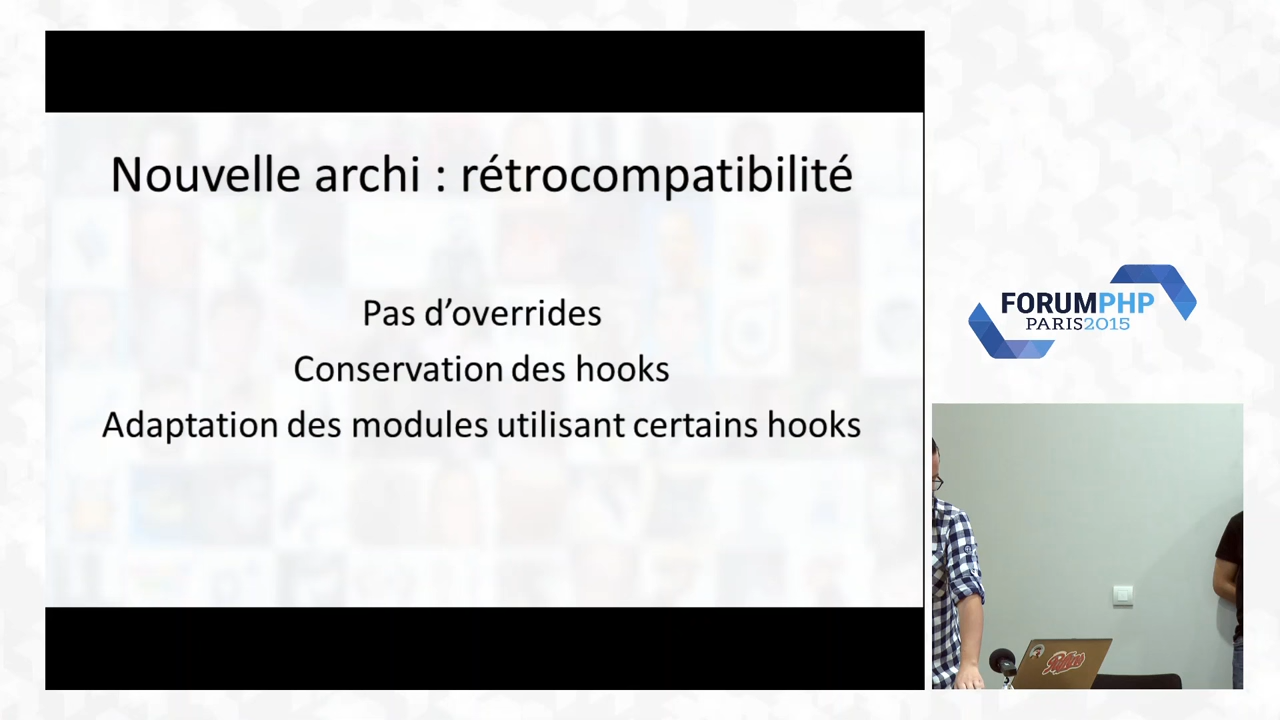 Nouvelle archi : rétrocompatibilité
Pas d’overrides
Conservation des hooks
Adaptation des modules utilisant certains hooks
FORUMPHP
PARIS2015